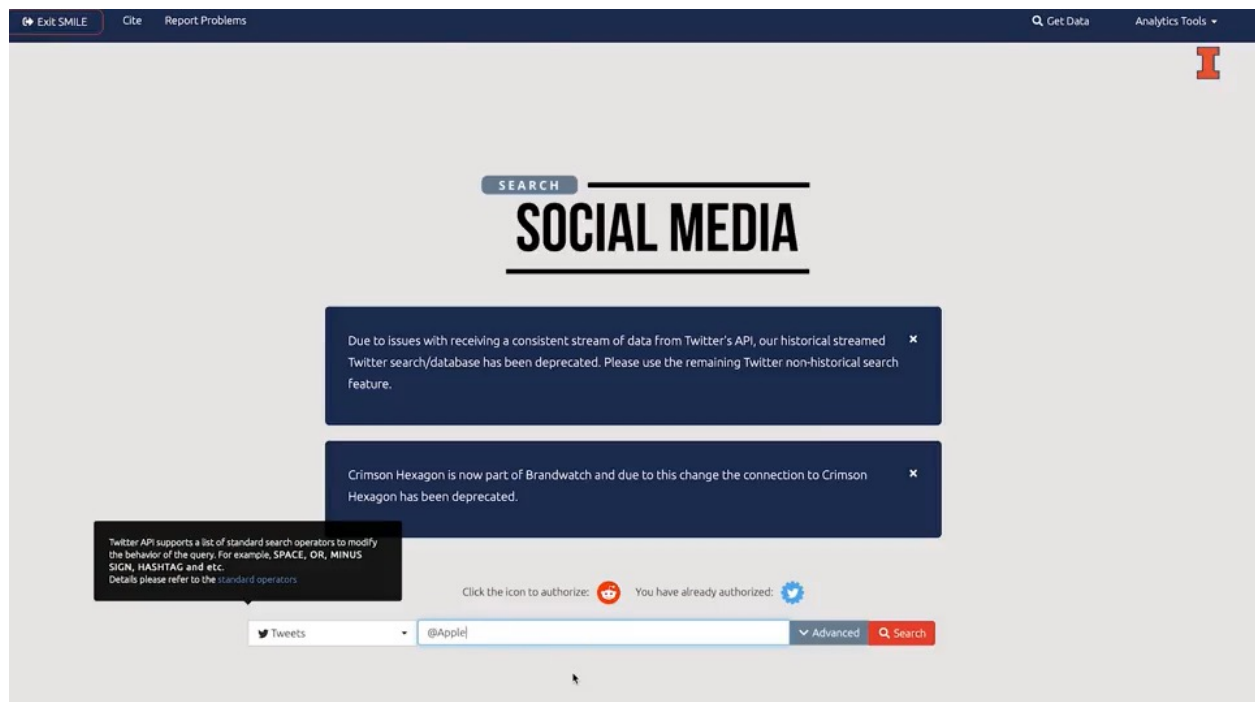 Exit SMILE Cite Report Problems Get Data Analytics Tools
I
SEARCH
SOCIAL MEDIA
Due to issues with receiving a consistent stream of data from Twitter's API, our historical streamed
Twitter search/database has been deprecated. Please use the remaining Twitter non-historical search
feature.
Crimson Hexagon is now part of Brandwatch and due to this change the connection to Crimson
Hexagon has been deprecated.
Twitter API supports a list of standard search operators to modify
the behavior of the query. For example, SPACE, OR, MINUS
SIGN, HASHTAG and etc.
Details please refer to the standard operators
Click the icon to authorize: You have already authorized:
Tweets @Apple Advanced Search